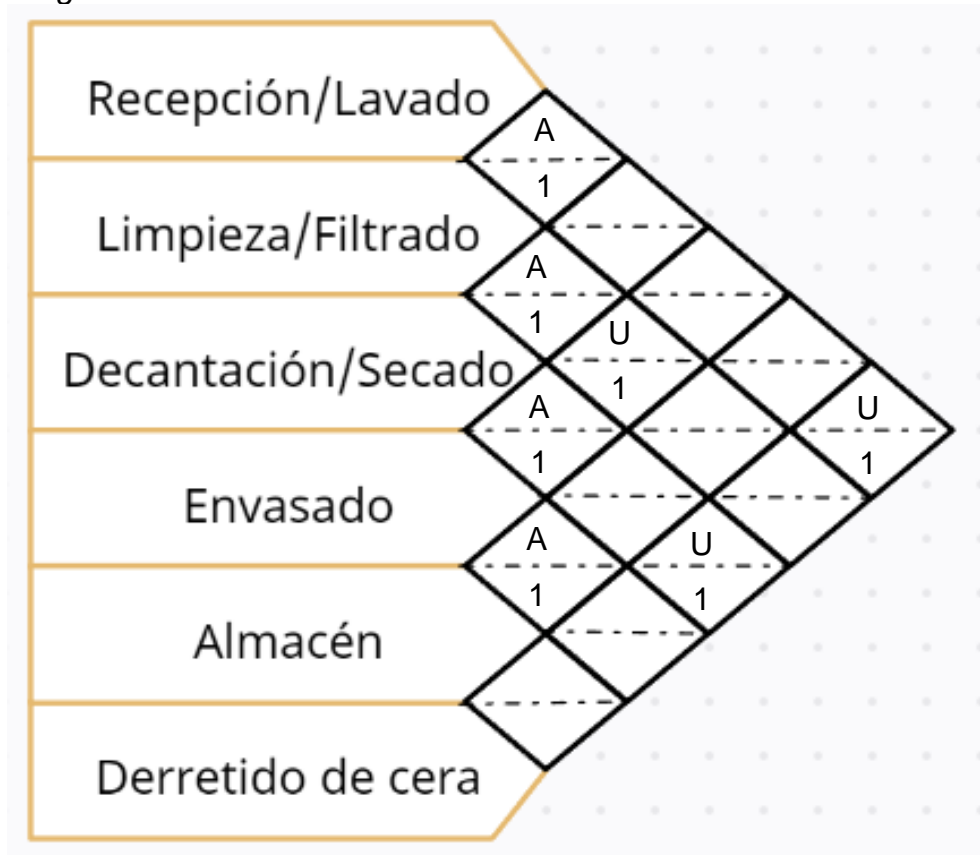 Recepción/Lavado
A
1
Limpieza/Filtrado
A
1
U
1
Decantación/Secado
A
1
U
1
Envasado
A
1
U
1
Almacén
Derretido de cera